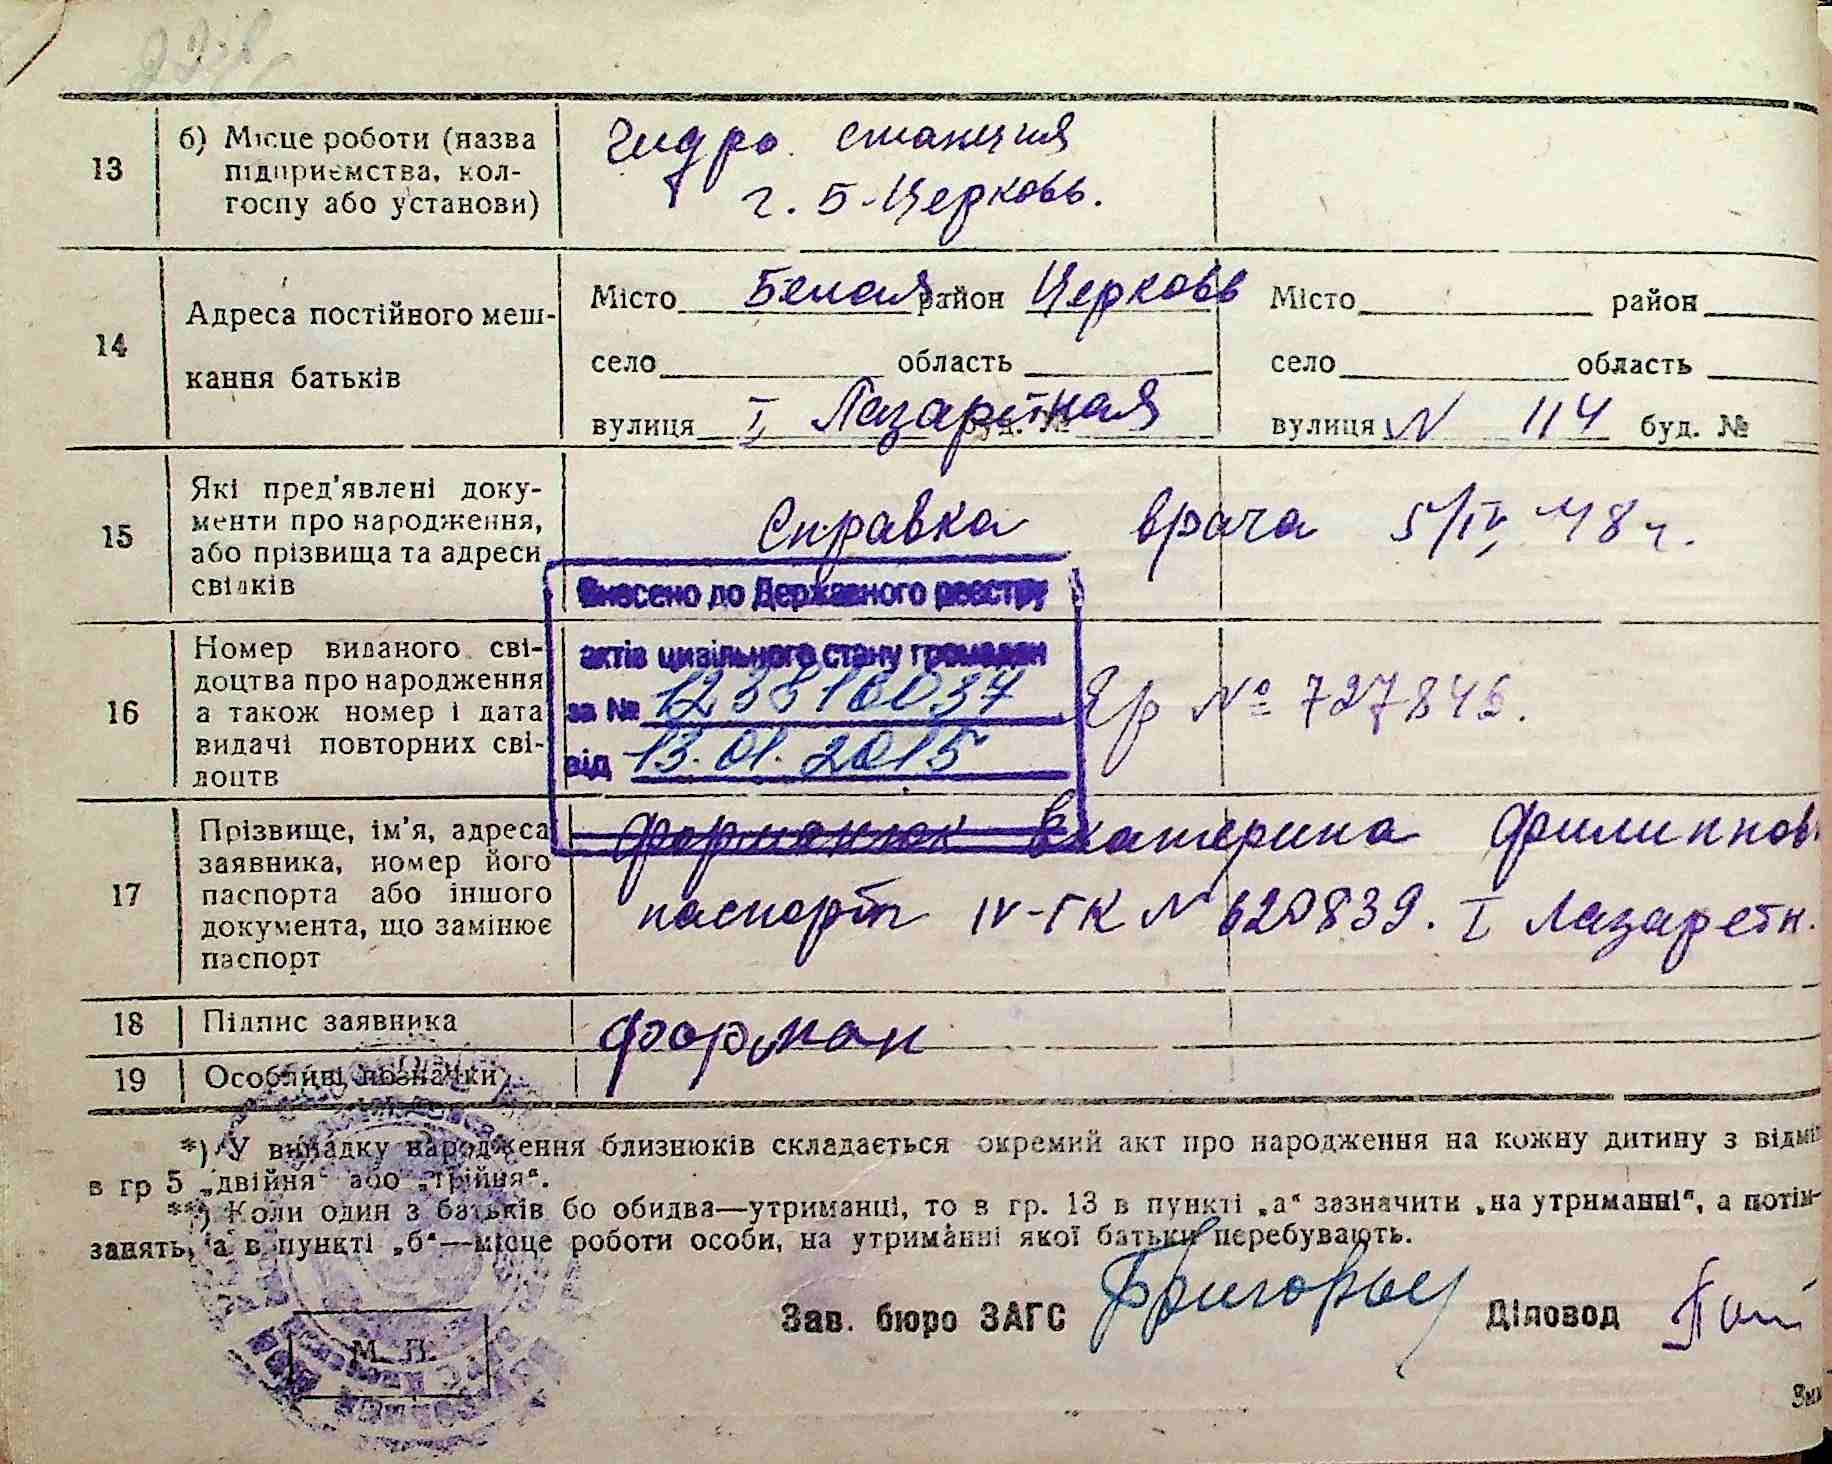 13
б) Місце роботи (назва
підприємства, кол-
госпу або установи)
Гидро. станция
г. Б-Церковь.
14
Адреса постійного меш-
кання батьків
Місто Белая район Церковь Місто район
село область село область
вулиця I Лазаретная буд. № вулиця N 114 буд. №
15
Які пред'явлені доку-
менти про народження,
або прізвища та адреси
свідків
Справка врача 5/IV 48 г.
Внесено до Державного реєстру
актів цивільного стану громадян
за №
від 13.01.2015
16
Номер виданого сві-
доцтва про народження
а також номер і дата
видачі повторних сві-
доцтв
№ 727845.
17
Прізвище, ім'я, адреса
заявника, номер його
паспорта або іншого
документа, що замінює
паспорт
Екатерина Филиппов
паспорт IV-ГК N 620839. I Лазаретн.
18
Підпис заявника
Форман
19
Особливі позначки
*) У випадку народження близнюків складається окремий акт про народження на кожну дитину з відмі
в гр 5 „двійня“ або „трійня“.
**) Коли один з батьків бо обидва—утриманці, то в гр. 13 в пункті „а“ зазначити „на утриманні“, а потім
занять, а в пункті „б“—місце роботи особи, на утриманні якої батьки перебувають.
Зав. бюро ЗАГС Діловод
М. П.